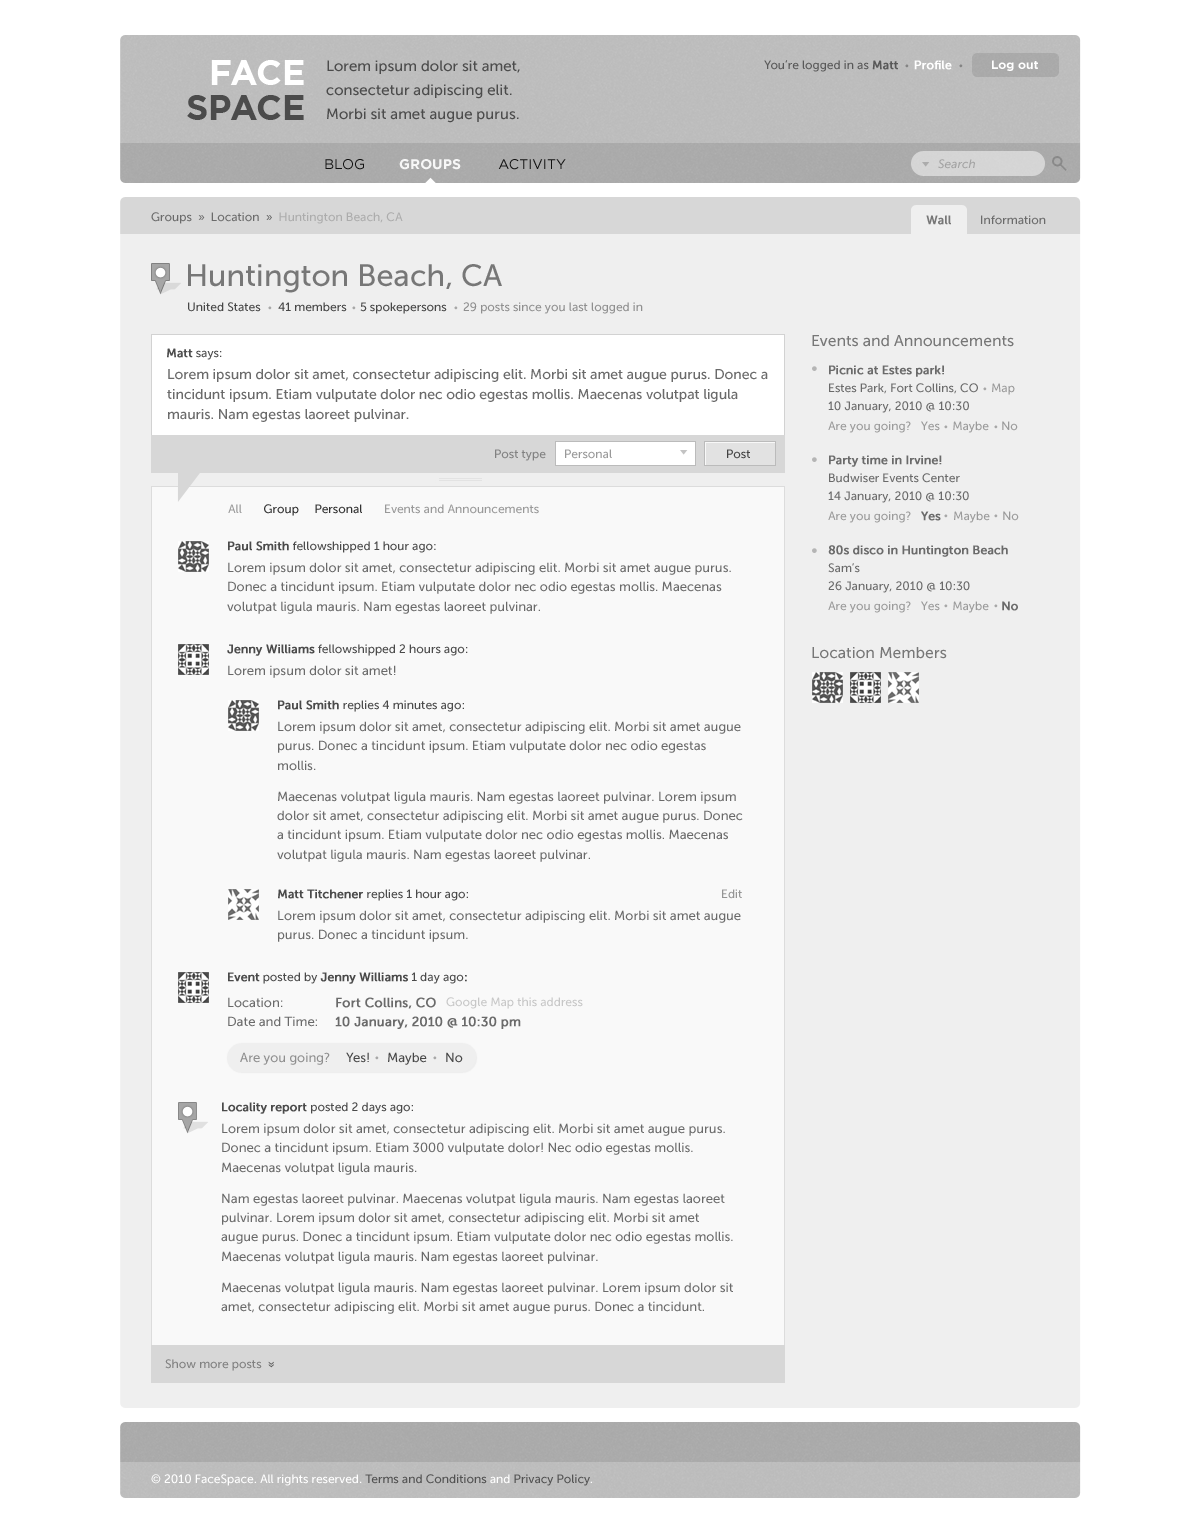 FACE
SPACE
Lorem ipsum dolor sit amet,
consectetur adipiscing elit.
Morbi sit amet augue purus.
You're logged in as Matt • Profile • Log out
BLOG GROUPS ACTIVITY
Search
Groups » Location » Huntington Beach, CA
Wall Information
Huntington Beach, CA
United States • 41 members • 5 spokepersons • 29 posts since you last logged in
Matt says:
Lorem ipsum dolor sit amet, consectetur adipiscing elit. Morbi sit amet augue purus. Donec a
tincidunt ipsum. Etiam vulputate dolor nec odio egestas mollis. Maecenas volutpat ligula
mauris. Nam egestas laoreet pulvinar.
Post type Personal Post
All Group Personal Events and Announcements
Paul Smith fellowshipped 1 hour ago:
Lorem ipsum dolor sit amet, consectetur adipiscing elit. Morbi sit amet augue purus.
Donec a tincidunt ipsum. Etiam vulputate dolor nec odio egestas mollis. Maecenas
volutpat ligula mauris. Nam egestas laoreet pulvinar.
Jenny Williams fellowshipped 2 hours ago:
Lorem ipsum dolor sit amet!
Paul Smith replies 4 minutes ago:
Lorem ipsum dolor sit amet, consectetur adipiscing elit. Morbi sit amet augue
purus. Donec a tincidunt ipsum. Etiam vulputate dolor nec odio egestas
mollis.
Maecenas volutpat ligula mauris. Nam egestas laoreet pulvinar. Lorem ipsum
dolor sit amet, consectetur adipiscing elit. Morbi sit amet augue purus. Donec
a tincidunt ipsum. Etiam vulputate dolor nec odio egestas mollis. Maecenas
volutpat ligula mauris. Nam egestas laoreet pulvinar.
Matt Titchener replies 1 hour ago: Edit
Lorem ipsum dolor sit amet, consectetur adipiscing elit. Morbi sit amet augue
purus. Donec a tincidunt ipsum.
Event posted by Jenny Williams 1 day ago:
Location: Fort Collins, CO Google Map this address
Date and Time: 10 January, 2010 @ 10:30 pm
Are you going? Yes! • Maybe • No
Locality report posted 2 days ago:
Lorem ipsum dolor sit amet, consectetur adipiscing elit. Morbi sit amet augue purus.
Donec a tincidunt ipsum. Etiam 3000 vulputate dolor! Nec odio egestas mollis.
Maecenas volutpat ligula mauris.
Nam egestas laoreet pulvinar. Maecenas volutpat ligula mauris. Nam egestas laoreet
pulvinar. Lorem ipsum dolor sit amet, consectetur adipiscing elit. Morbi sit amet
augue purus. Donec a tincidunt ipsum. Etiam vulputate dolor nec odio egestas mollis.
Maecenas volutpat ligula mauris. Nam egestas laoreet pulvinar.
Maecenas volutpat ligula mauris. Nam egestas laoreet pulvinar. Lorem ipsum dolor sit
amet, consectetur adipiscing elit. Morbi sit amet augue purus. Donec a tincidunt.
Show more posts
Events and Announcements
• Picnic at Estes park!
Estes Park, Fort Collins, CO • Map
10 January, 2010 @ 10:30
Are you going? Yes • Maybe • No
• Party time in Irvine!
Budwiser Events Center
14 January, 2010 @ 10:30
Are you going? Yes • Maybe • No
• 80s disco in Huntington Beach
Sam's
26 January, 2010 @ 10:30
Are you going? Yes • Maybe • No
Location Members
© 2010 FaceSpace. All rights reserved. Terms and Conditions and Privacy Policy.